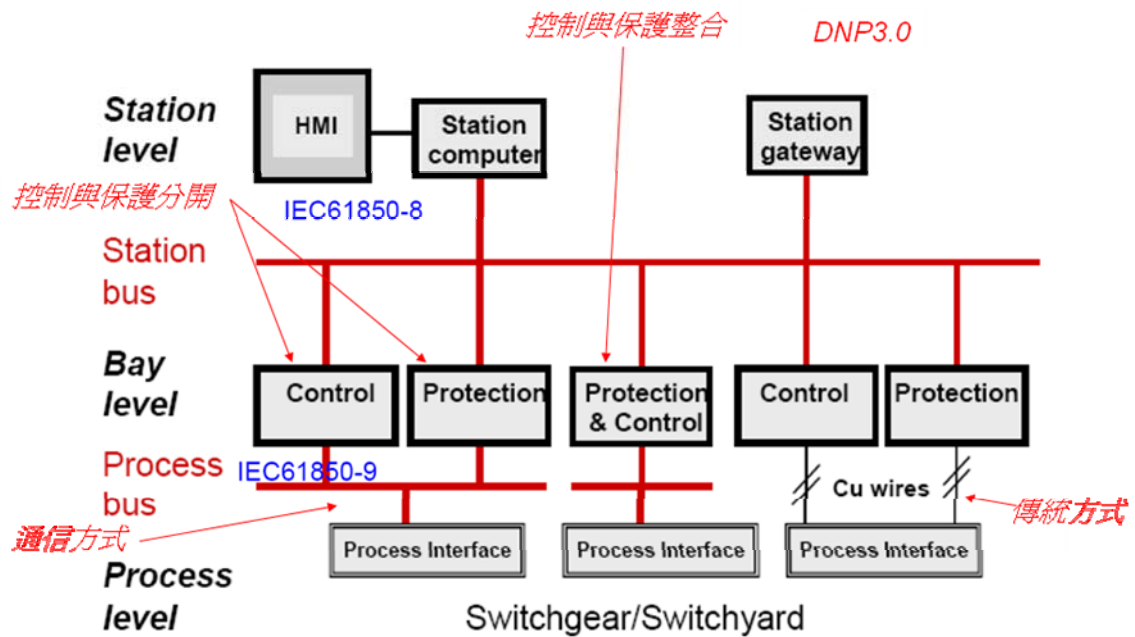 控制與保護整合
DNP3.0
Station
level
HMI
Station
computer
Station
gateway
控制與保護分開
IEC61850-8
Station
bus
Bay
level
Control
Protection
Protection
& Control
Control
Protection
Process
bus
IEC61850-9
Cu wires
傳統方式
通信方式
Process Interface
Process Interface
Process Interface
Process
level
Switchgear/Switchyard